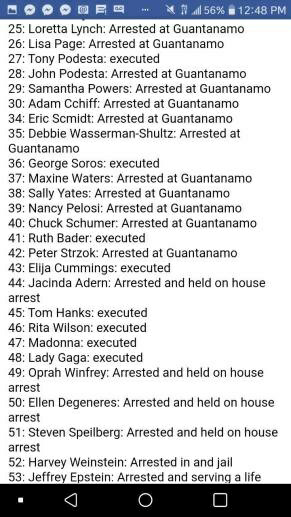 56% 12:48 PM
25: Loretta Lynch: Arrested at Guantanamo
26: Lisa Page: Arrested at Guantanamo
27: Tony Podesta: executed
28: John Podesta: Arrested at Guantanamo
29: Samantha Powers: Arrested at Guantanamo
30: Adam Cchiff: Arrested at Guantanamo
34: Eric Scmidt: Arrested at Guantanamo
35: Debbie Wasserman-Shultz: Arrested at
Guantanamo
36: George Soros: executed
37: Maxine Waters: Arrested at Guantanamo
38: Sally Yates: Arrested at Guantanamo
39: Nancy Pelosi: Arrested at Guantanamo
40: Chuck Schumer: Arrested at Guantanamo
41: Ruth Bader: executed
42: Peter Strzok: Arrested at Guantanamo
43: Elija Cummings: executed
44: Jacinda Adern: Arrested and held on house
arrest
45: Tom Hanks: executed
46: Rita Wilson: executed
47: Madonna: executed
48: Lady Gaga: executed
49: Oprah Winfrey: Arrested and held on house
arrest
50: Ellen Degeneres: Arrested and held on house
arrest
51: Steven Speilberg: Arrested and held on house
arrest
52: Harvey Weinstein: Arrested in and jail
53: Jeffrey Epstein: Arrested and serving a life